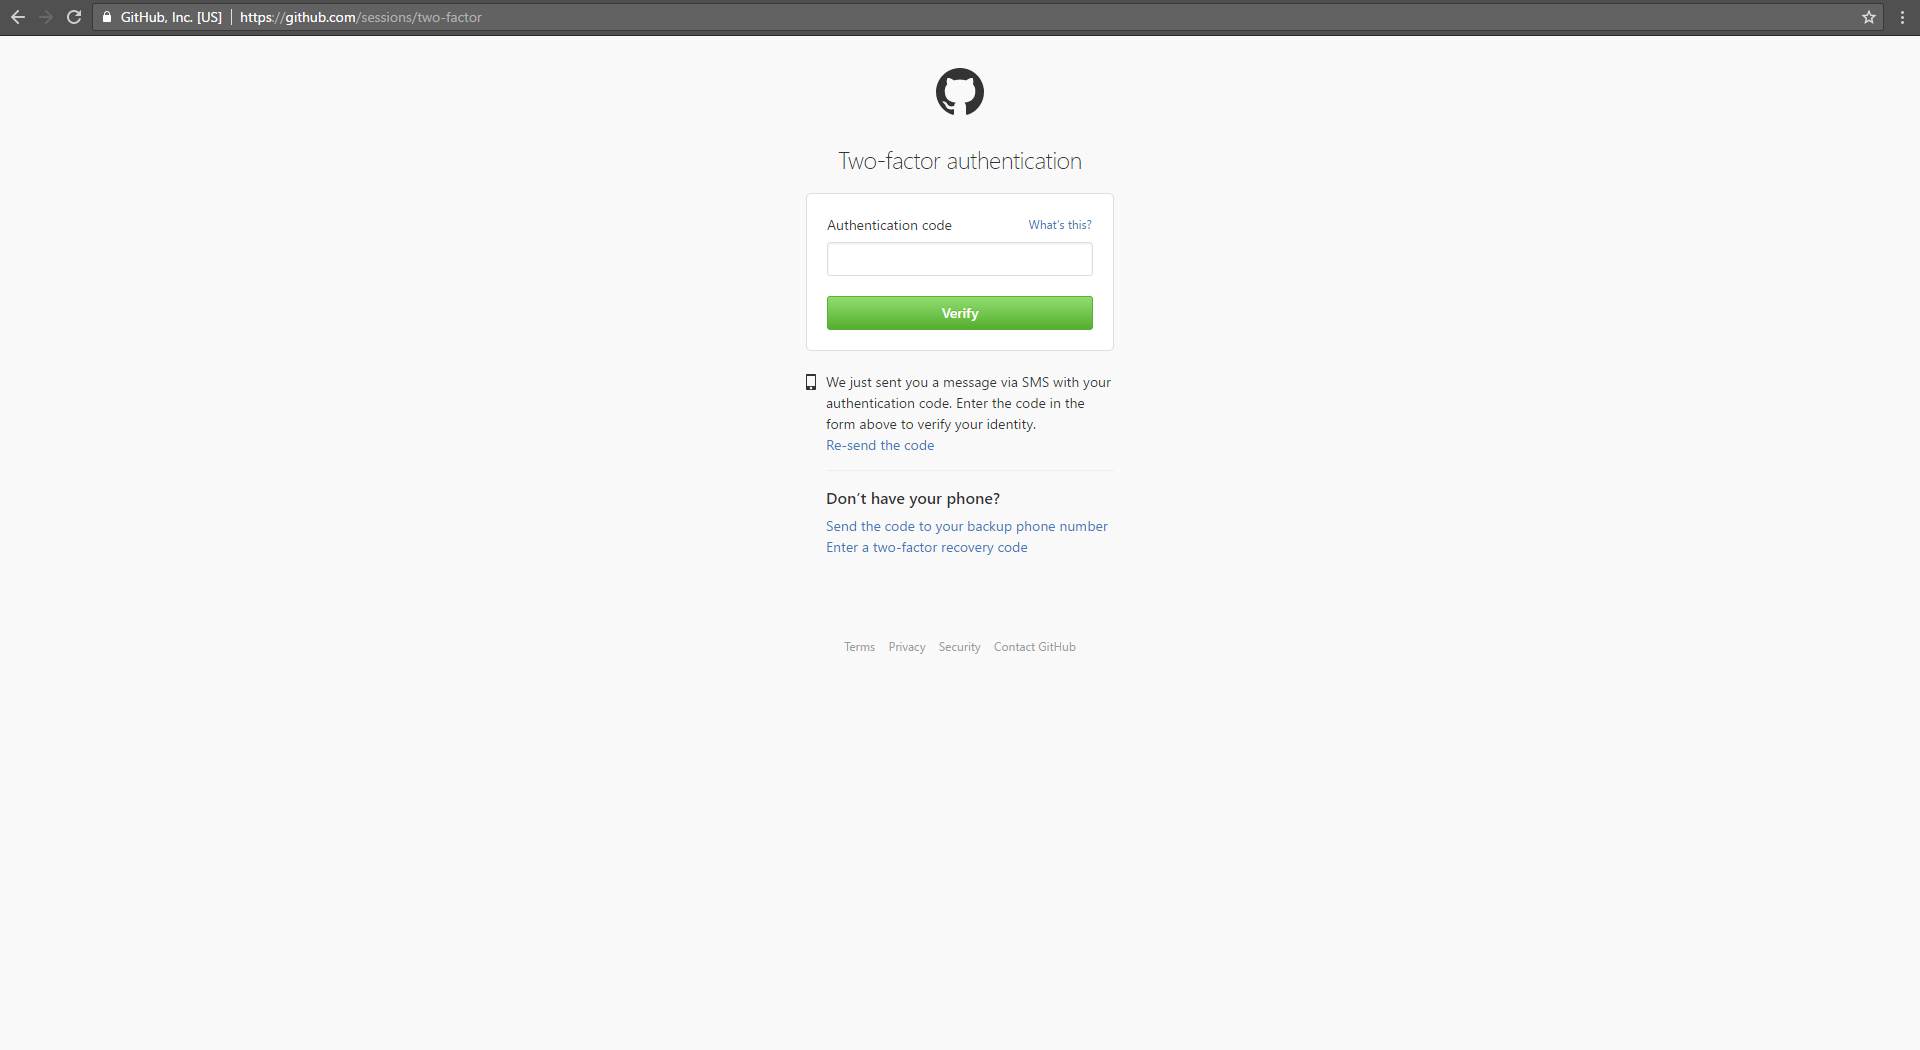 GitHub, Inc. [US] https://github.com/sessions/two-factor
Two-factor authentication
Authentication code What's this?
Verify
We just sent you a message via SMS with your
authentication code. Enter the code in the
form above to verify your identity.
Re-send the code
Don't have your phone?
Send the code to your backup phone number
Enter a two-factor recovery code
Terms Privacy Security Contact GitHub